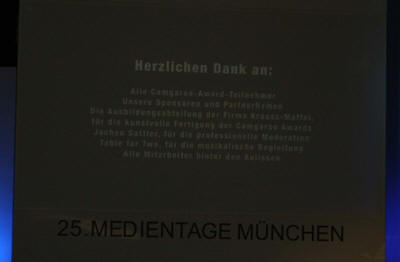 Herzlichen Dank an:
Alle Camgaroo-Award-Teilnehmer
Unsere Sponsoren und Partnerfirmen
Die Ausbildungsabteilung der Firma Krauss-Maffei,
für die kunstvolle Fertigung der Camgaroo Awards
Jochen Sattler, für die professionelle Moderation
Table for Two, für die musikalische Begleitung
Alle Mitarbeiter hinter den Kulissen
25. MEDIENTAGE MÜNCHEN